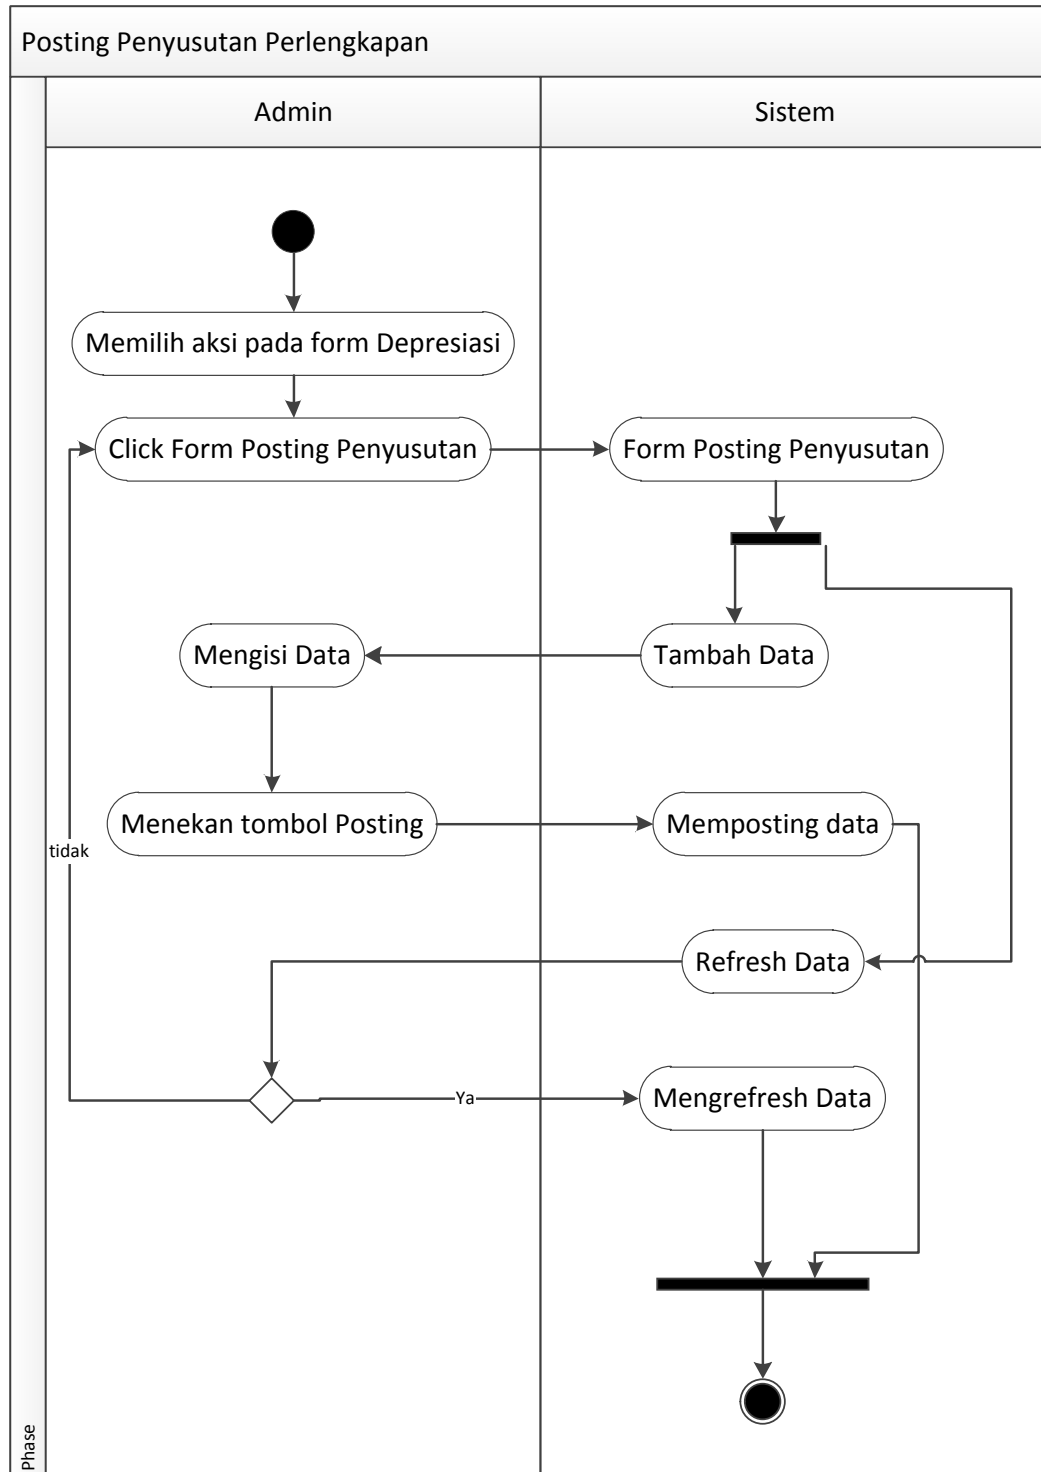 Posting Penyusutan Perlengkapan
Admin
Sistem
Memilih aksi pada form Depresiasi
Click Form Posting Penyusutan
Form Posting Penyusutan
Mengisi Data
Tambah Data
Menekan tombol Posting
Memposting data
tidak
Refresh Data
Ya
Mengrefresh Data
Phase